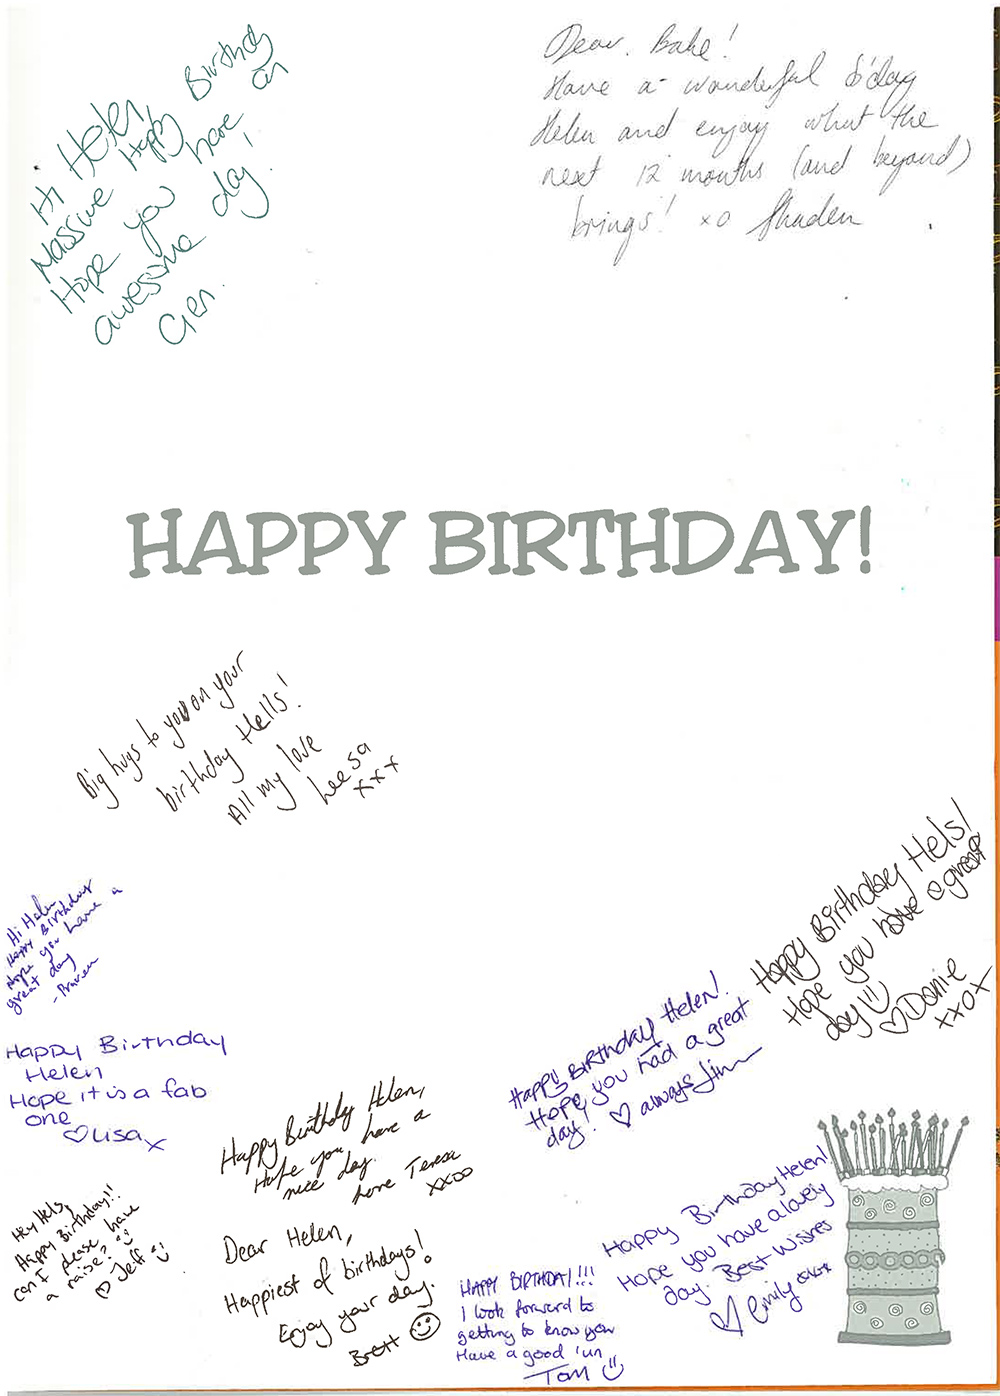 Hi Helen,
Massive Happy Birthday
Hope you have an
awesome day!
Gen.
Dear. Babe!
Have a wonderful b'day
Helen and enjoy what the
next 12 months (and beyond)
brings! xo
HAPPY BIRTHDAY!
Big hugs to you on your
birthday Hells!
All my love
Leesa
xxx
Happy Birthday Hels!
Hope you have a great
day
♡ Danie
xxox
Hi Helen
Happy Birthday
Hope you have a
great day
- Praveen
Happy Birthday
Helen
Hope it is a fab
one
♡ Lisa x
Happy Birthday Helen!
Hope you had a great
day! ♡ always Jim
Happy Birthday Helen,
Hope you have a
nice day.
Love Teresa
xxoo
Hey Hels,
Happy Birthday!!
can I please have
a raise?
♡ Jeff
Dear Helen,
Happiest of birthdays!
Enjoy your day.
Brett
HAPPY BIRTHDAY!!!
I look forward to
getting to know you
Have a good 'un
Tom
Happy Birthday Helen!
Hope you have a lovely
day. Best Wishes
♡ Emily